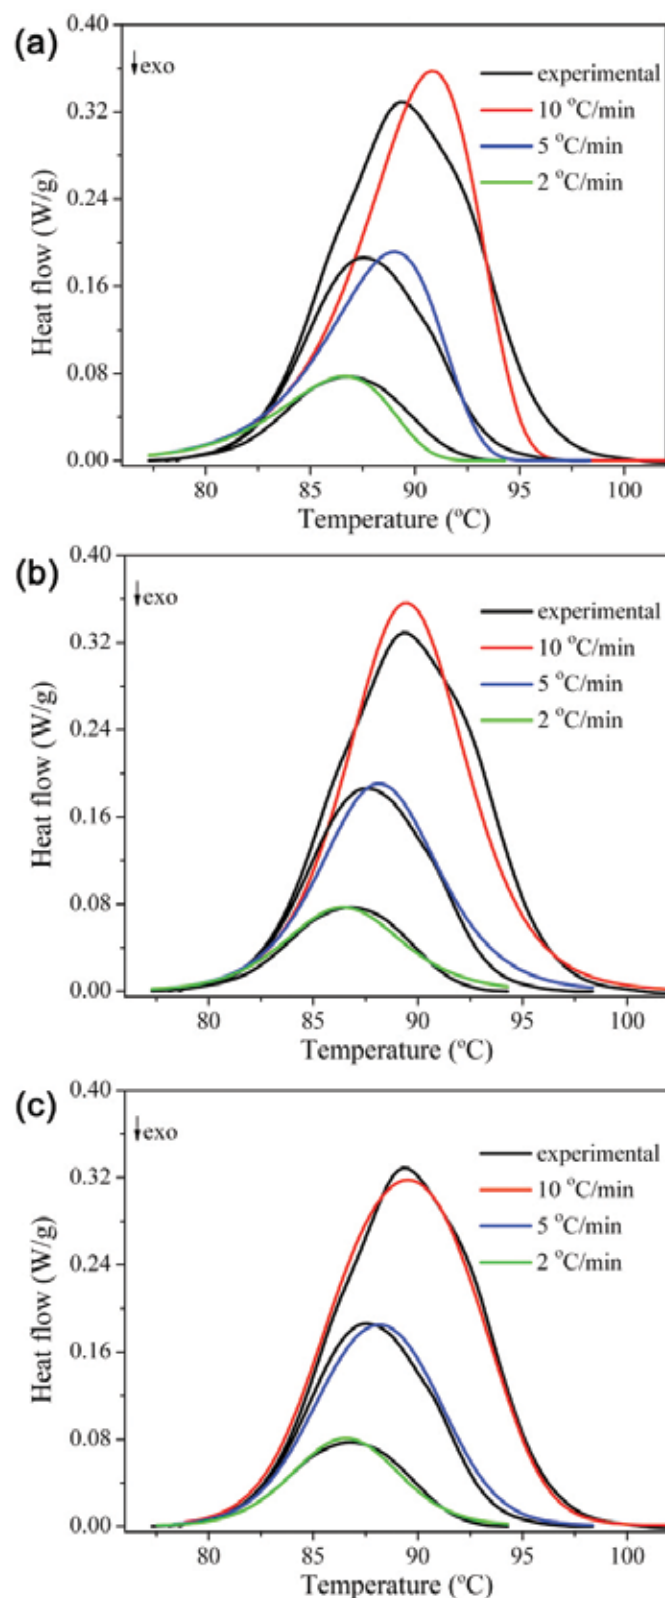 (a)
↓exo
experimental
10 °C/min
5 °C/min
2 °C/min
0.40
0.32
0.24
0.16
0.08
0.00
Heat flow (W/g)
80 85 90 95 100
Temperature (ºC)
(b)
↓exo
experimental
10 °C/min
5 °C/min
2 °C/min
0.40
0.32
0.24
0.16
0.08
0.00
Heat flow (W/g)
80 85 90 95 100
Temperature (ºC)
(c)
↓exo
experimental
10 °C/min
5 °C/min
2 °C/min
0.40
0.32
0.24
0.16
0.08
0.00
Heat flow (W/g)
80 85 90 95 100
Temperature (ºC)